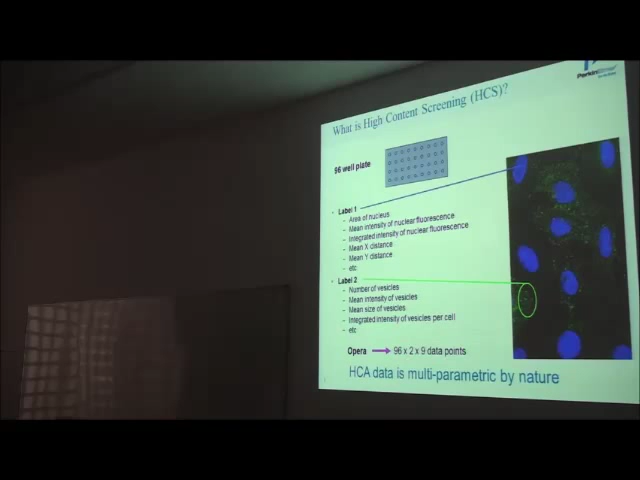 PerkinElmer
What is High Content Screening (HCS)?
96 well plate
Label 1
– Area of nucleus
– Mean intensity of nuclear fluorescence
– Integrated intensity of nuclear fluorescence
– Mean X distance
– Mean Y distance
– etc
Label 2
– Number of vesicles
– Mean intensity of vesicles
– Mean size of vesicles
– Integrated intensity of vesicles per cell
– etc
Opera 96 x 2 x 9 data points
HCA data is multi-parametric by nature